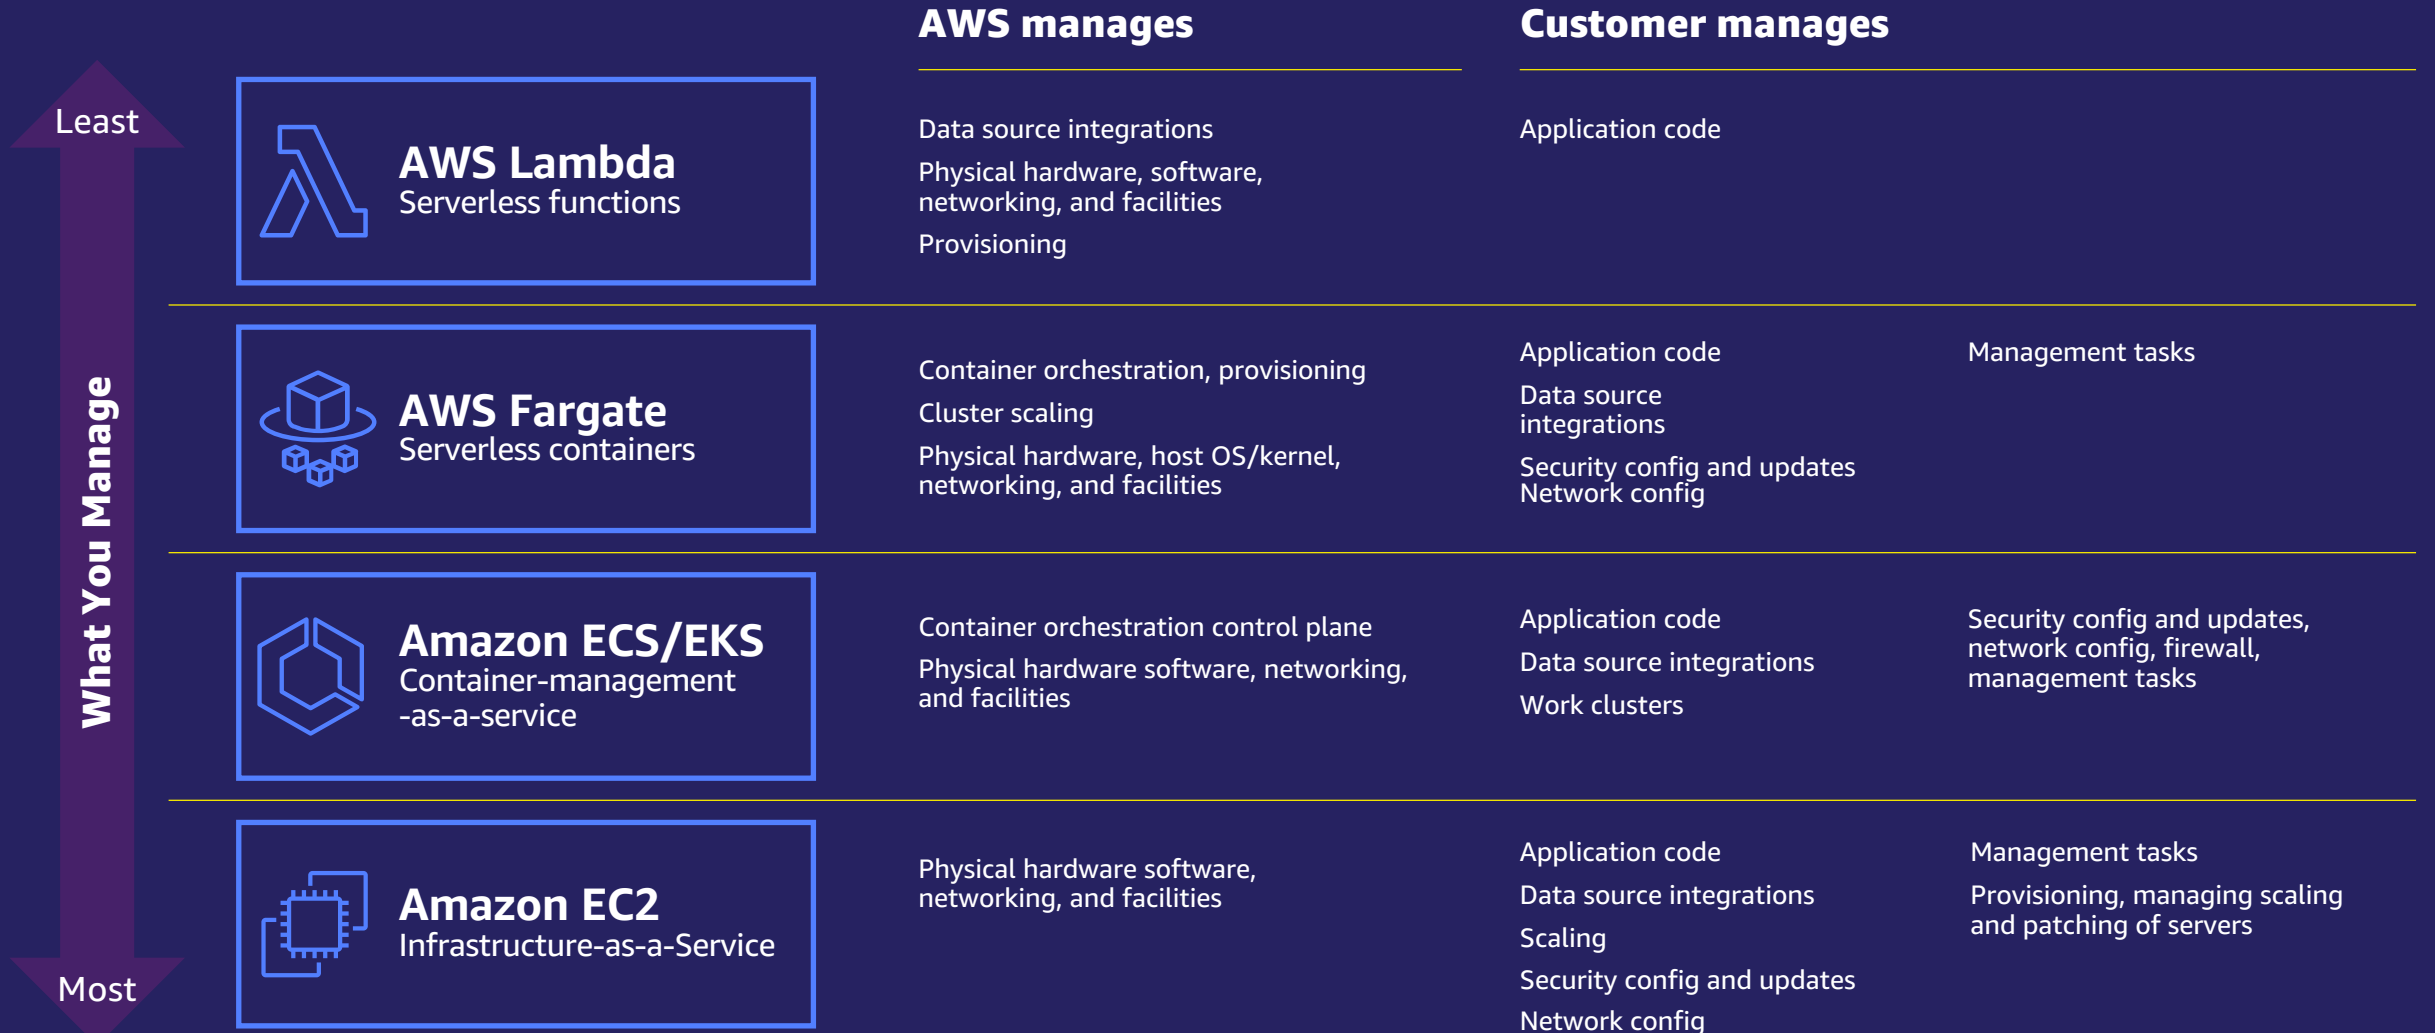 AWS manages
Customer manages
Least
What You Manage
Most
AWS Lambda
Serverless functions
Data source integrations
Physical hardware, software,
networking, and facilities
Provisioning
Application code
AWS Fargate
Serverless containers
Container orchestration, provisioning
Cluster scaling
Physical hardware, host OS/kernel,
networking, and facilities
Application code
Data source
integrations
Security config and updates
Network config
Management tasks
Amazon ECS/EKS
Container-management
-as-a-service
Container orchestration control plane
Physical hardware software, networking,
and facilities
Application code
Data source integrations
Work clusters
Security config and updates,
network config, firewall,
management tasks
Amazon EC2
Infrastructure-as-a-Service
Physical hardware software,
networking, and facilities
Application code
Data source integrations
Scaling
Security config and updates
Network config
Management tasks
Provisioning, managing scaling
and patching of servers